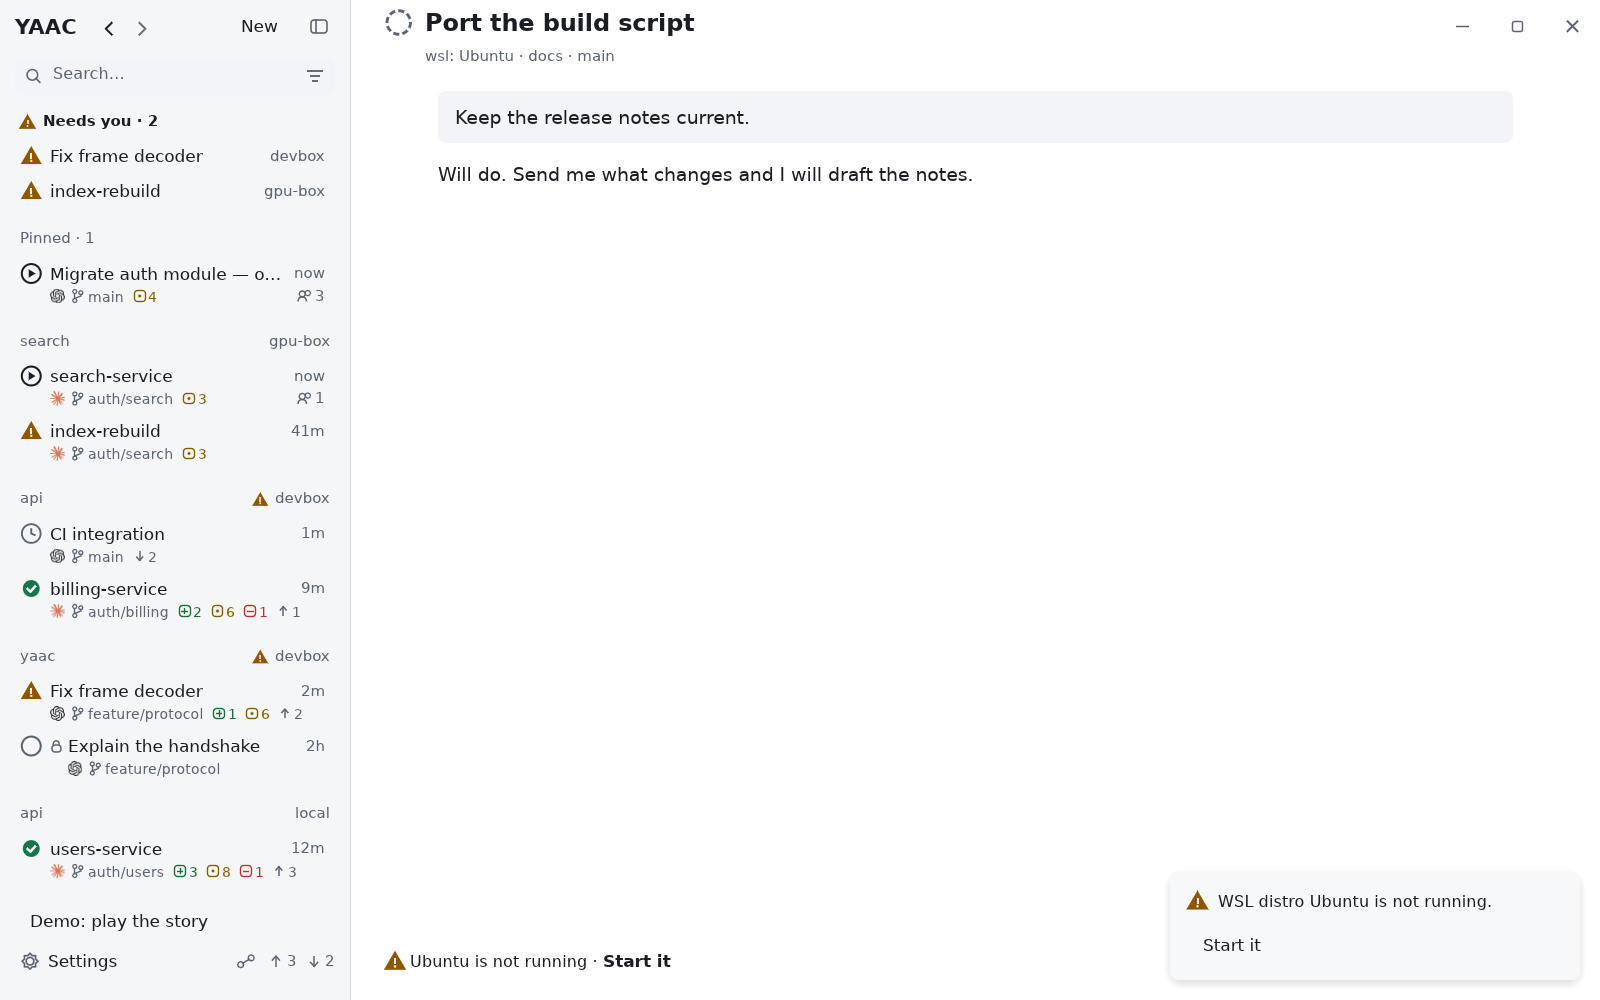 YAAC
New
Search...
Needs you · 2
Fix frame decoder devbox
index-rebuild gpu-box
Pinned · 1
Migrate auth module — o... now
main 4 3
search gpu-box
search-service now
auth/search 3 1
index-rebuild 41m
auth/search 3
api devbox
CI integration 1m
main ↓2
billing-service 9m
auth/billing 2 6 1 ↑1
yaac devbox
Fix frame decoder 2m
feature/protocol 1 6 ↑2
Explain the handshake 2h
feature/protocol
api local
users-service 12m
auth/users 3 8 1 ↑3
Demo: play the story
Settings ↑3 ↓2
Port the build script
wsl: Ubuntu · docs · main
Keep the release notes current.
Will do. Send me what changes and I will draft the notes.
Ubuntu is not running · Start it
WSL distro Ubuntu is not running.
Start it